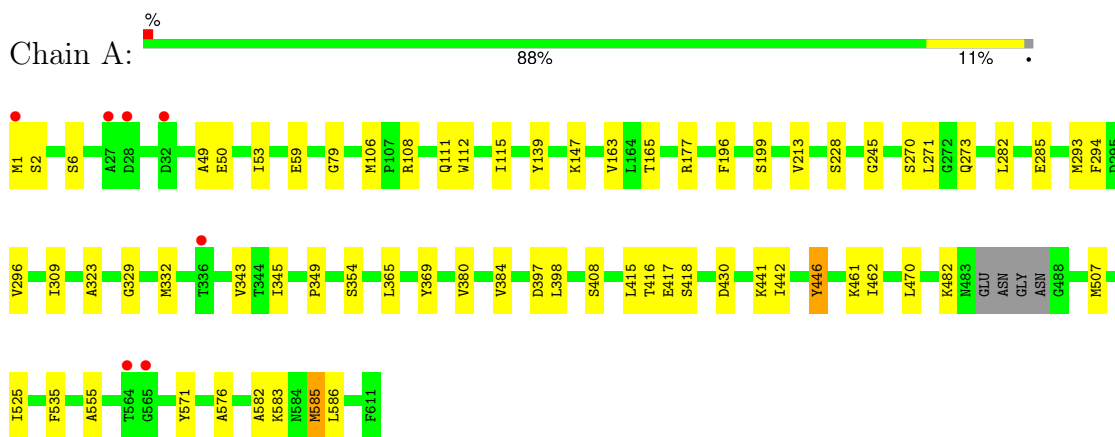 %
Chain A:
88% 11% •
M1 S2 S6 A27 D28 D32 A49 E50 I53 E59 G79 M106 P107 R108 Q111 W112 I115 Y139 K147 V163 L164 T165 R177 F196 S199 V213 S228 G245 S270 L271 G272 Q273 L282 E285 M293 F294 D295
V296 I309 A323 G329 M332 T336 V343 T344 I345 P349 S354 L365 Y369 V380 V384 D397 L398 S408 L415 T416 E417 S418 D430 K441 I442 Y446 K461 I462 L470 K482 N483 GLU ASN GLY ASN G488 M507
I525 F535 A555 T564 G565 Y571 A576 A582 K583 N584 M585 L586 F611